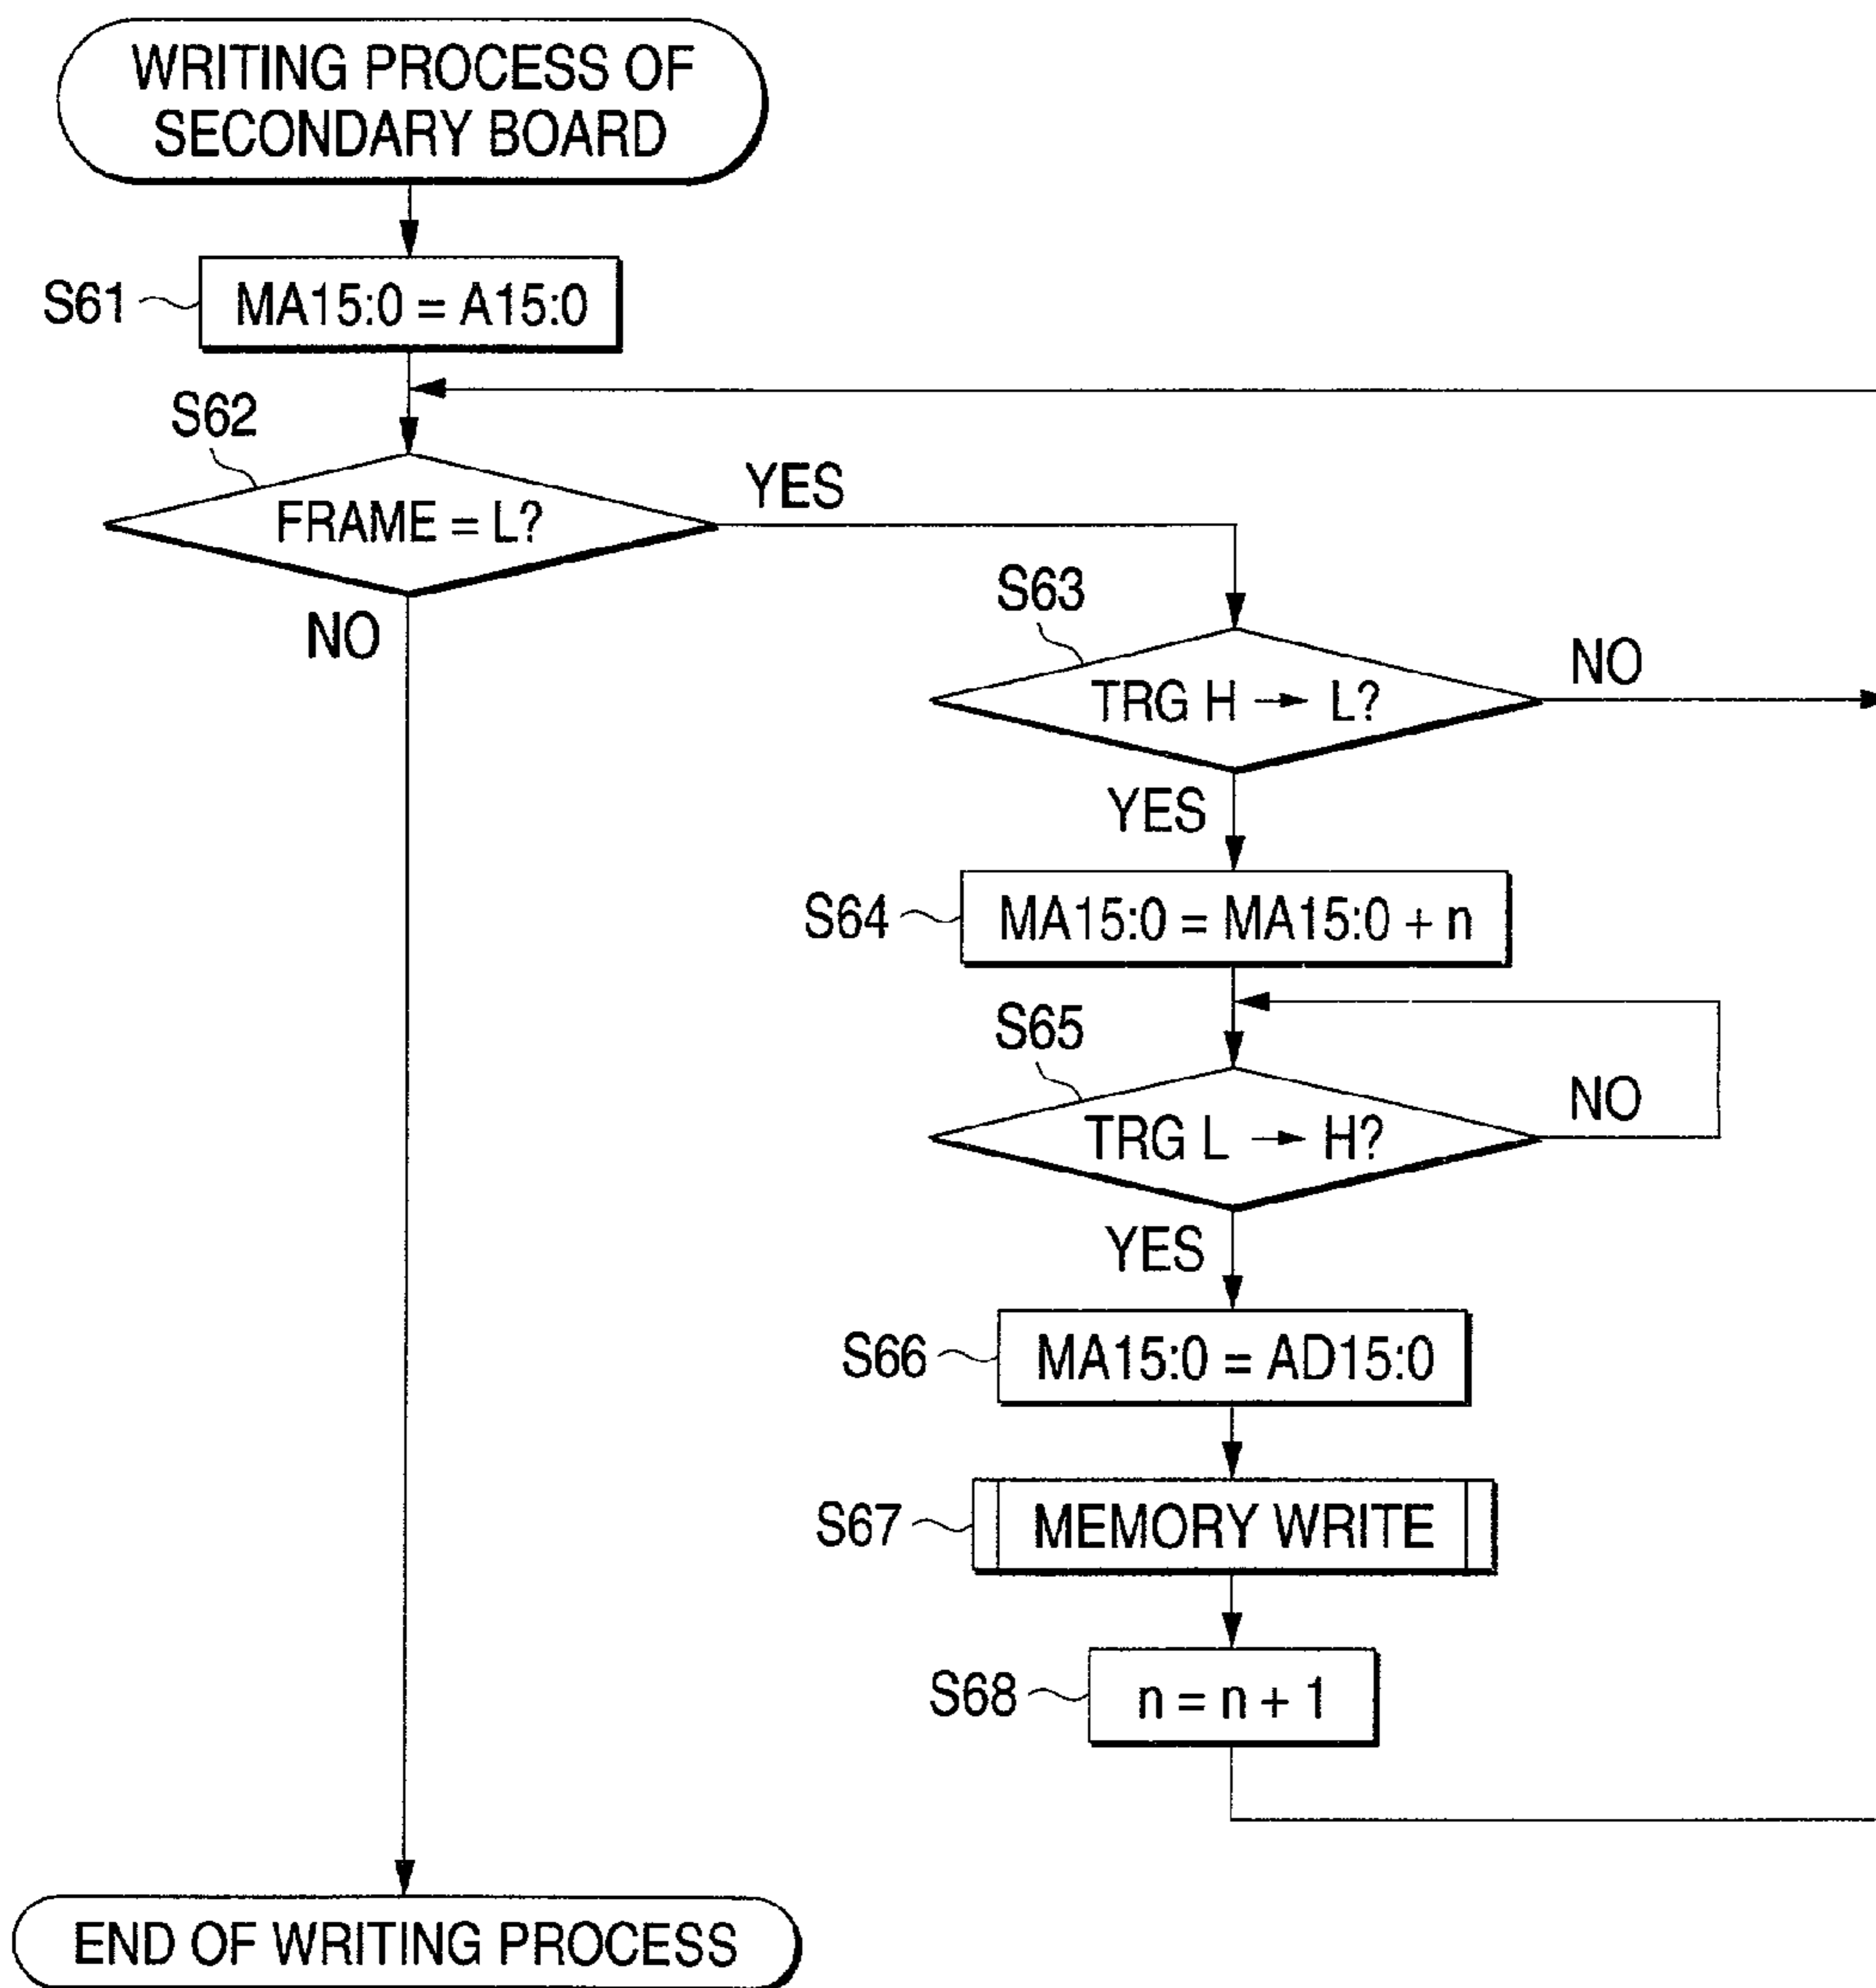 WRITING PROCESS OF
SECONDARY BOARD
S61
MA15:0 = A15:0
S62
FRAME = L?
YES
NO
S63
TRG H → L?
NO
YES
S64
MA15:0 = MA15:0 + n
S65
TRG L → H?
NO
YES
S66
MA15:0 = AD15:0
S67
MEMORY WRITE
S68
n = n + 1
END OF WRITING PROCESS